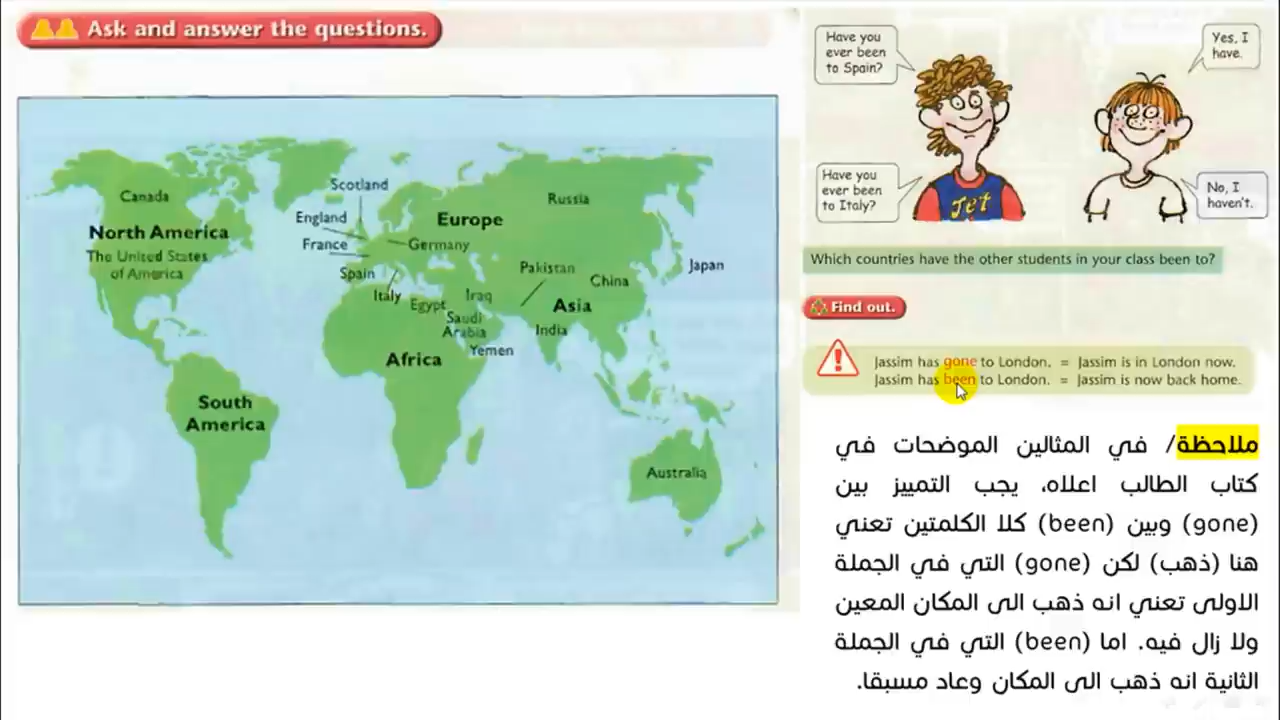 Ask and answer the questions.
Canada
North America
The United States
of America
South
America
Scotland
England
France
Spain
Italy
Germany
Europe
Russia
Egypt
Iraq
Saudi
Arabia
Yemen
Africa
Pakistan
China
Asia
India
Japan
Australia
Have you
ever been
to Spain?
Yes, I
have.
Have you
ever been
to Italy?
No, I
haven't.
Jet
Which countries have the other students in your class been to?
Find out.
Jassim has gone to London. = Jassim is in London now.
Jassim has been to London. = Jassim is now back home.
ملاحظة/ في المثالين الموضحات في
كتاب الطالب اعلاه، يجب التمييز بين
(gone) وبين (been) كلا الكلمتين تعني
هنا (ذهب) لكن (gone) التي في الجملة
الاولى تعني انه ذهب الى المكان المعين
ولا زال فيه. اما (been) التي في الجملة
الثانية انه ذهب الى المكان وعاد مسبقا.